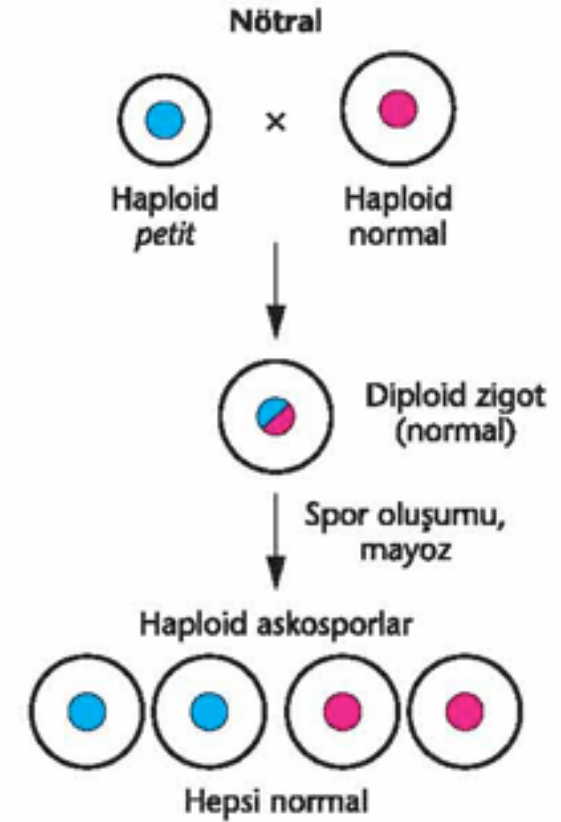 Nötral
×
Haploid
petit
Haploid
normal
Diploid zigot
(normal)
Spor oluşumu,
mayoz
Haploid askosporlar
Hepsi normal